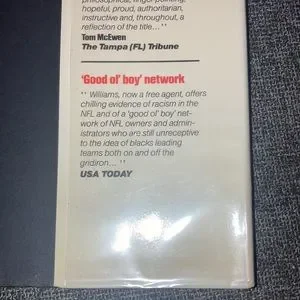 philosophical, finger-pointing,
hopeful, proud, authoritarian,
instructive and, throughout, a
reflection of the title... "
Tom McEwen
The Tampa (FL) Tribune
'Good ol' boy' network
" Williams, now a free agent, offers
chilling evidence of racism in the
NFL and of a 'good ol' boy' net-
work of NFL owners and admin-
istrators who are still unreceptive
to the idea of blacks leading
teams both on and off the
gridiron... "
USA TODAY